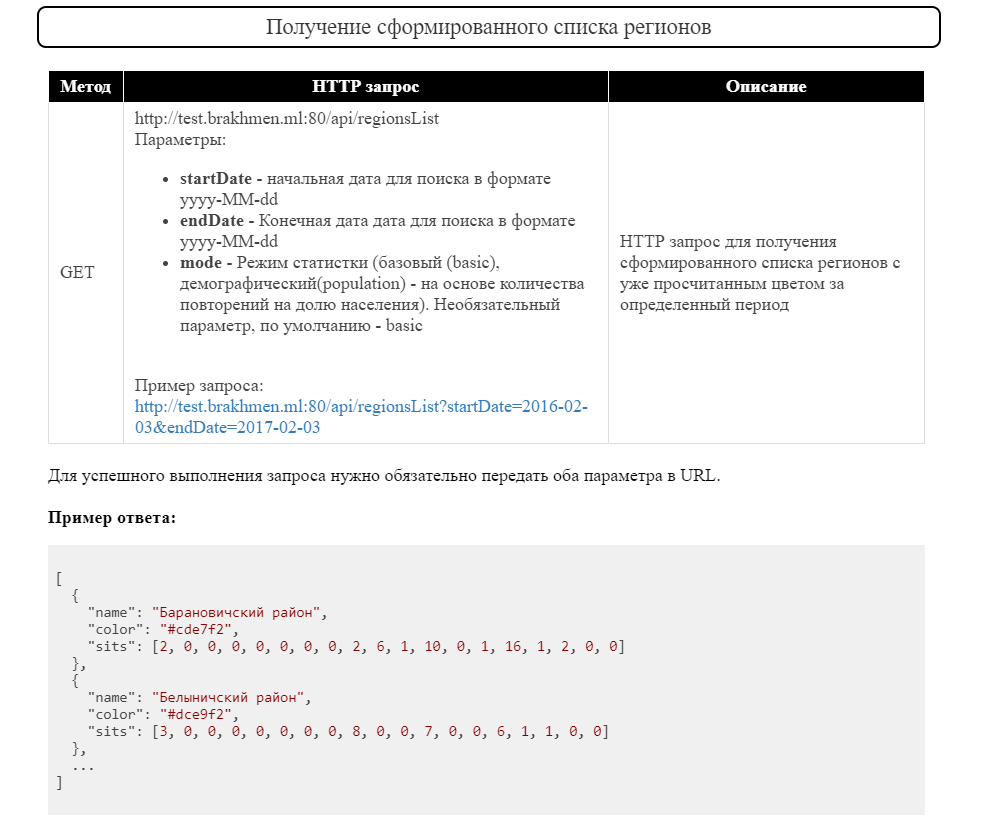 Получение сформированного списка регионов
Метод HTTP запрос Описание
http://test.brakhmen.ml:80/api/regionsList
Параметры:
• startDate - начальная дата для поиска в формате
yyyy-MM-dd
• endDate - Конечная дата дата для поиска в формате
yyyy-MM-dd
• mode - Режим статистки (базовый (basic),
демографический(population) - на основе количества
повторений на долю населения). Необязательный
параметр, по умолчанию - basic
Пример запроса:
http://test.brakhmen.ml:80/api/regionsList?startDate=2016-02-
03&endDate=2017-02-03
GET
HTTP запрос для получения
сформированного списка регионов с
уже просчитанным цветом за
определенный период
Для успешного выполнения запроса нужно обязательно передать оба параметра в URL.
Пример ответа:
[
  {
    "name": "Барановичский район",
    "color": "#cde7f2",
    "sits": [2, 0, 0, 0, 0, 0, 0, 0, 2, 6, 1, 10, 0, 1, 16, 1, 2, 0, 0]
  },
  {
    "name": "Белыничский район",
    "color": "#dce9f2",
    "sits": [3, 0, 0, 0, 0, 0, 0, 0, 8, 0, 0, 7, 0, 0, 6, 1, 1, 0, 0]
  },
  ...
]